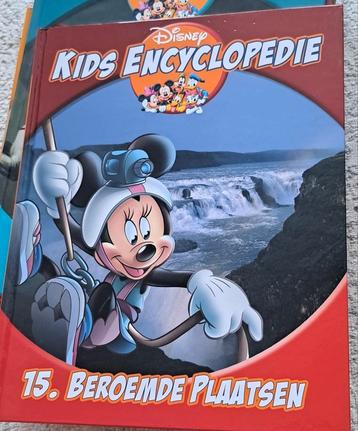 Disney
KIDS ENCYCLOPEDIE
15. BEROEMDE PLAATSEN